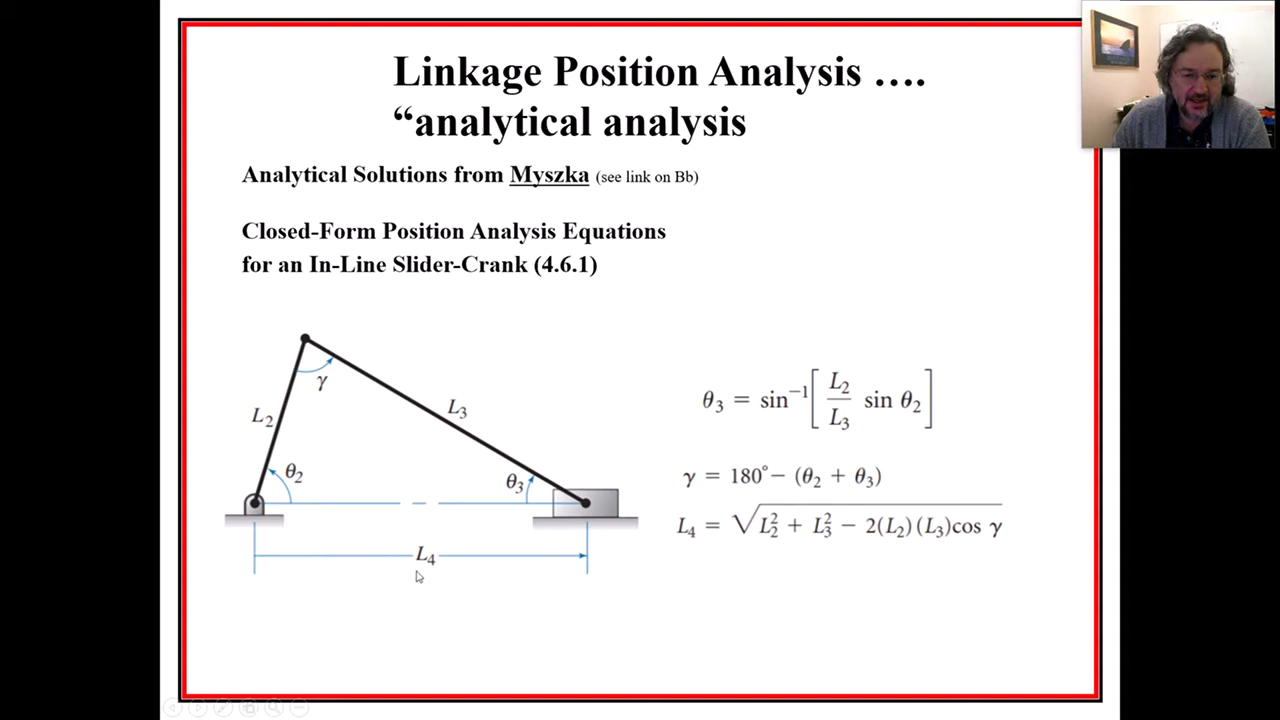 Linkage Position Analysis ….
“analytical analysis
Analytical Solutions from Myszka (see link on Bb)
Closed-Form Position Analysis Equations
for an In-Line Slider-Crank (4.6.1)
γ
L₂
L₃
θ₂
θ₃
L₄
θ₃ = sin⁻¹[ L₂/L₃ sin θ₂ ]
γ = 180° − (θ₂ + θ₃)
L₄ = √L₂² + L₃² − 2(L₂)(L₃)cos γ